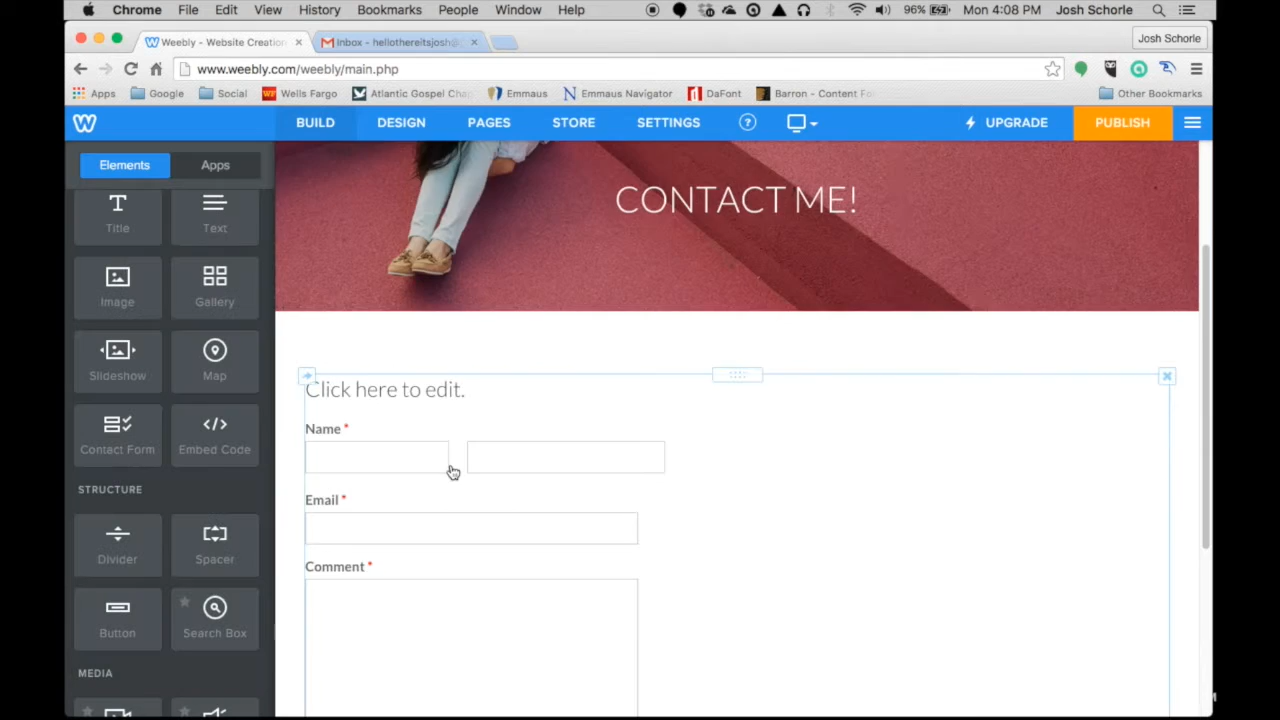 Chrome File Edit View History Bookmarks People Window Help 96% Mon 4:08 PM Josh Schorle
Weebly - Website Creation Inbox - hellothereitsjosh@ Josh Schorle
www.weebly.com/weebly/main.php
Apps Google Social Wells Fargo Atlantic Gospel Emmaus Emmaus Navigator DaFont Barron - Content Other Bookmarks
BUILD DESIGN PAGES STORE SETTINGS ? UPGRADE PUBLISH
Elements Apps
Title Text
Image Gallery
Slideshow Map
Contact Form Embed Code
STRUCTURE
Divider Spacer
Button Search Box
MEDIA
CONTACT ME!
Click here to edit.
Name *
Email *
Comment *